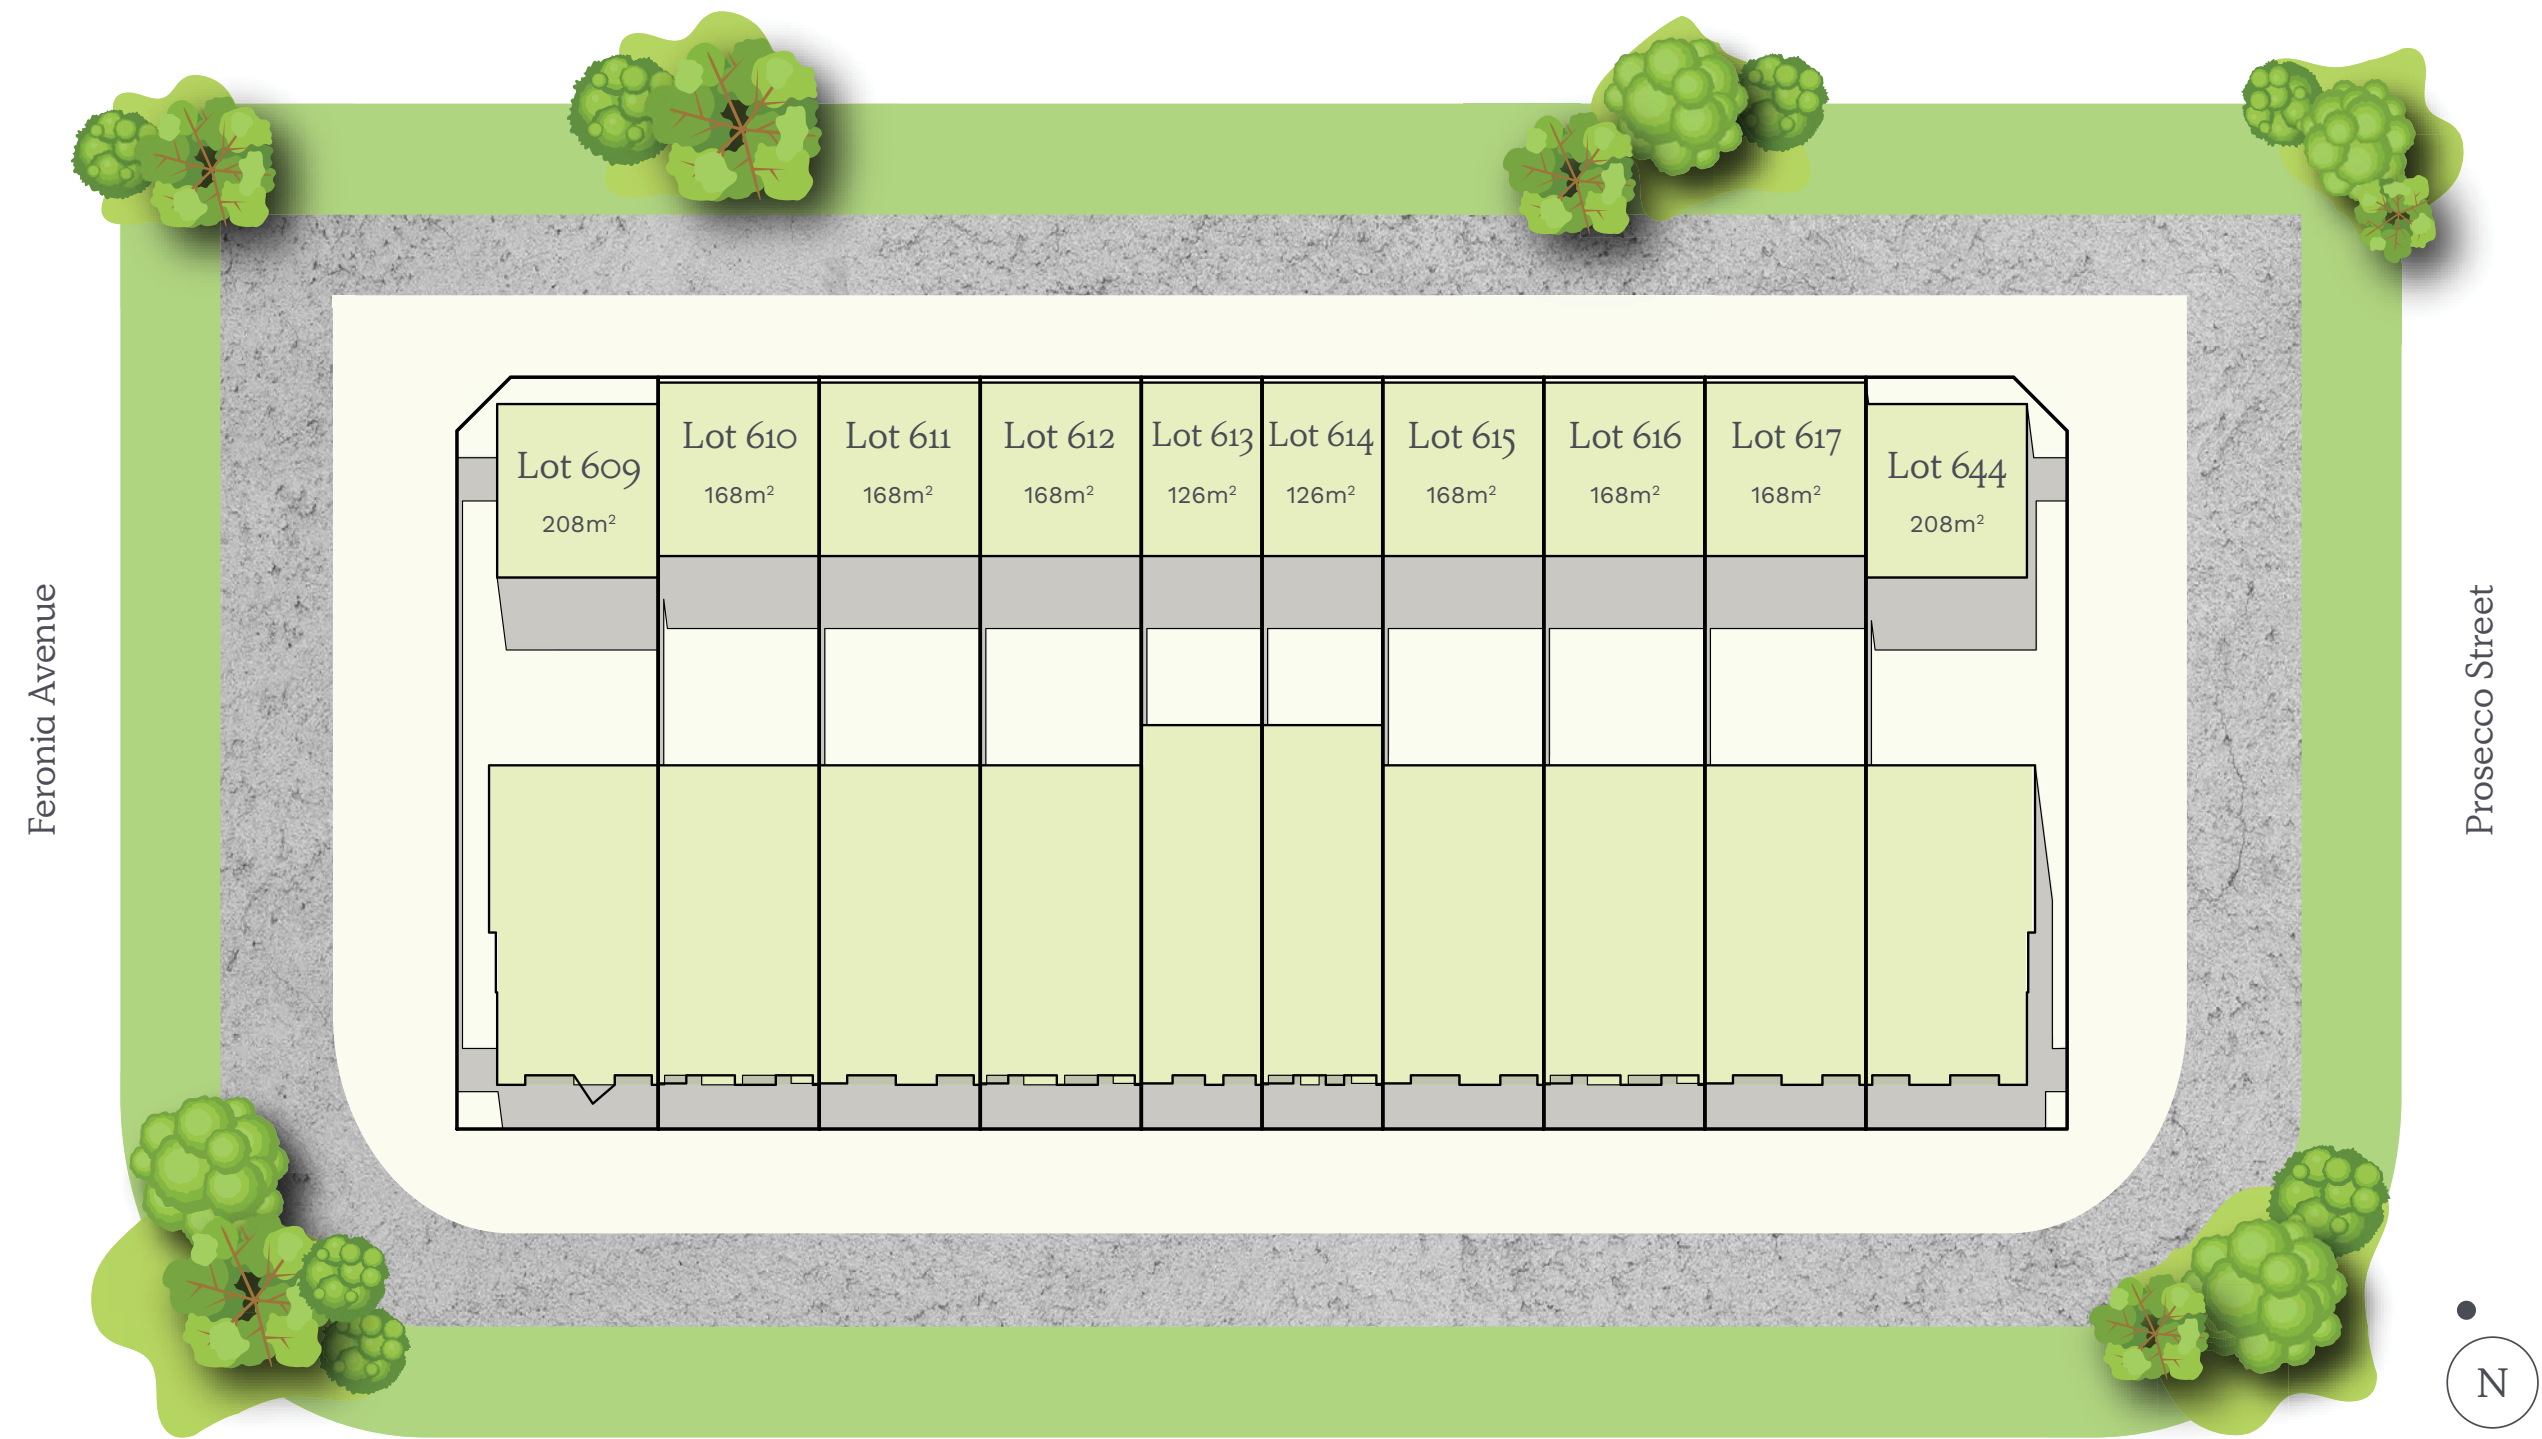 Feronia Avenue
Lot 609
208m²
Lot 610
168m²
Lot 611
168m²
Lot 612
168m²
Lot 613
126m²
Lot 614
126m²
Lot 615
168m²
Lot 616
168m²
Lot 617
168m²
Lot 644
208m²
Prosecco Street
N